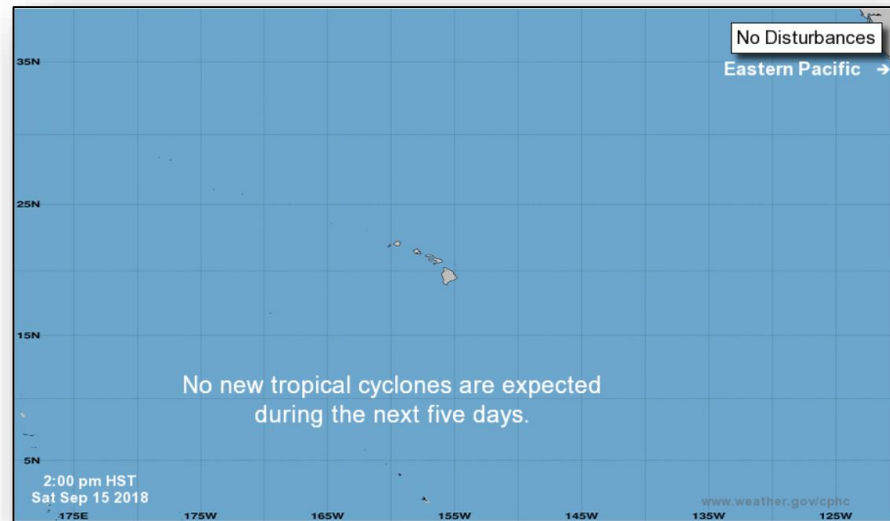 No Disturbances
35N
Eastern Pacific →
25N
15N
No new tropical cyclones are expected
during the next five days.
5N
2:00 pm HST
Sat Sep 15 2018
www.weather.gov/cphc
175E 175W 165W 155W 145W 135W 125W